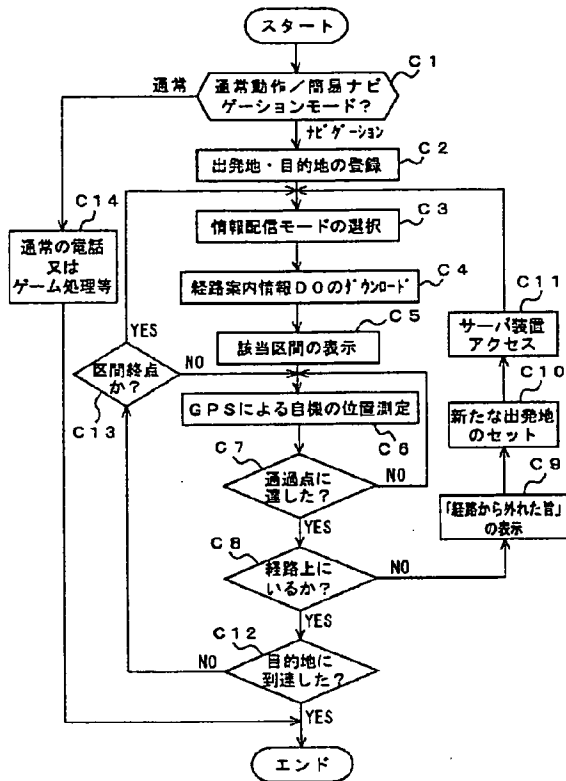 スタート
C1
通常
通常動作/簡易ナビ
ゲーションモード?
ナビゲーション
C2
出発地・目的地の登録
C14
C3
通常の電話
又は
ゲーム処理等
情報配信モードの選択
C4
経路案内情報D0のダウンロード
C11
C5
サーバ装置
アクセス
YES
該当区間の表示
区間終点
か?
NO
C10
C13
GPSによる自機の位置測定
新たな出発地
のセット
C6
C7
通過点に
達した?
NO
C9
YES
「経路から外れた旨」
の表示
C8
経路上に
いるか?
NO
YES
C12
NO
目的地に
到達した?
YES
エンド